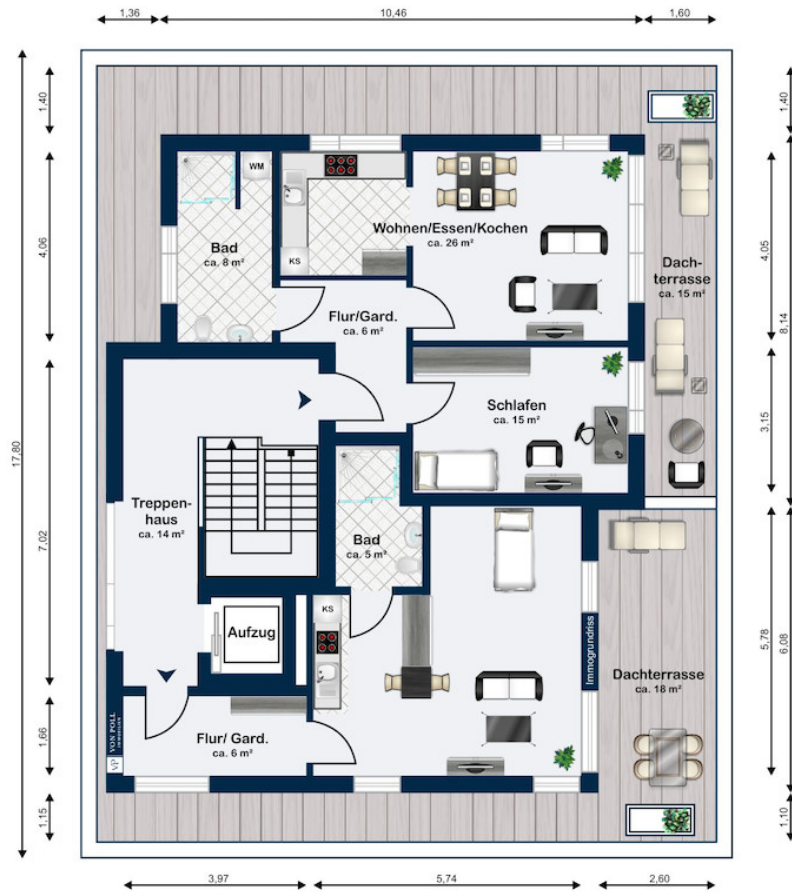 1,36
10,46
1,60
1,40
1,40
WM
Wohnen/Essen/Kochen
ca. 26 m²
4,06
Bad
ca. 8 m²
KS
Dach-
terrasse
ca. 15 m²
4,05
8,14
Flur/Gard.
ca. 6 m²
Schlafen
ca. 15 m²
3,15
17,80
Treppen-
haus
ca. 14 m²
7,02
Bad
ca. 5 m²
KS
Aufzug
Immogrundriss
5,78
6,08
Dachterrasse
ca. 18 m²
1,66
VP
VON POLL
IMMOBILIEN
Flur/ Gard.
ca. 6 m²
1,15
1,10
3,97
5,74
2,60